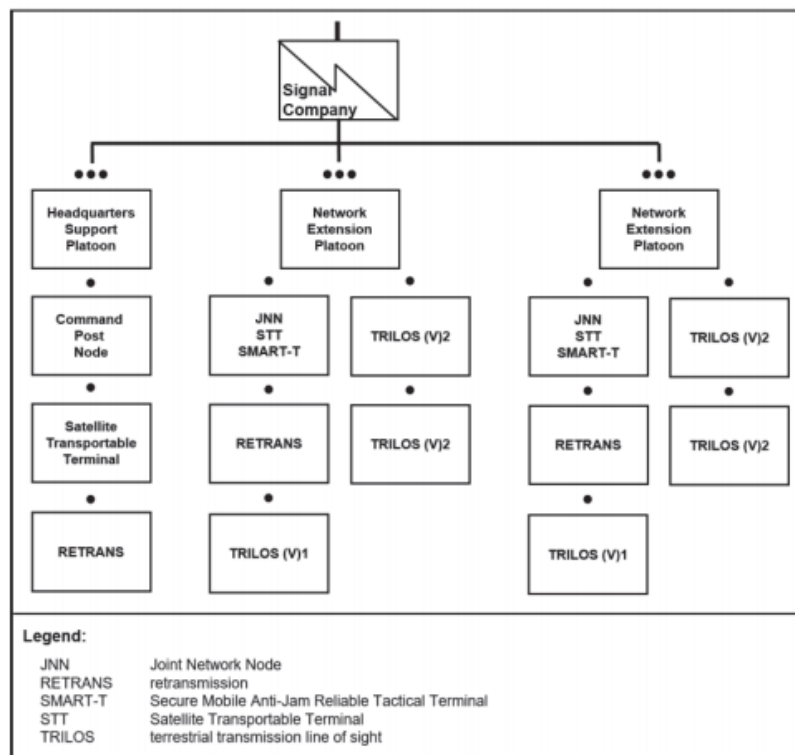 Signal
Company
Headquarters
Support
Platoon
Network
Extension
Platoon
Network
Extension
Platoon
Command
Post
Node
JNN
STT
SMART-T
TRILOS (V)2
JNN
STT
SMART-T
TRILOS (V)2
Satellite
Transportable
Terminal
RETRANS
TRILOS (V)2
RETRANS
TRILOS (V)2
RETRANS
TRILOS (V)1
TRILOS (V)1
Legend:
JNN Joint Network Node
RETRANS retransmission
SMART-T Secure Mobile Anti-Jam Reliable Tactical Terminal
STT Satellite Transportable Terminal
TRILOS terrestrial transmission line of sight